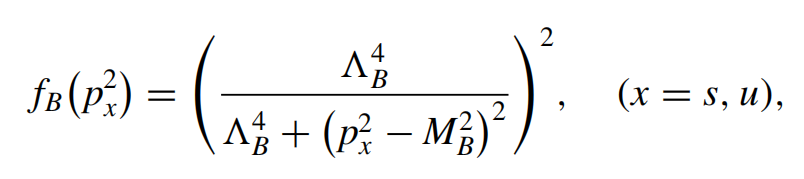 f_B(p_x^2) = \left( \frac{\Lambda_B^4}{\Lambda_B^4 + (p_x^2 - M_B^2)^2} \right)^2, \quad (x = s, u),